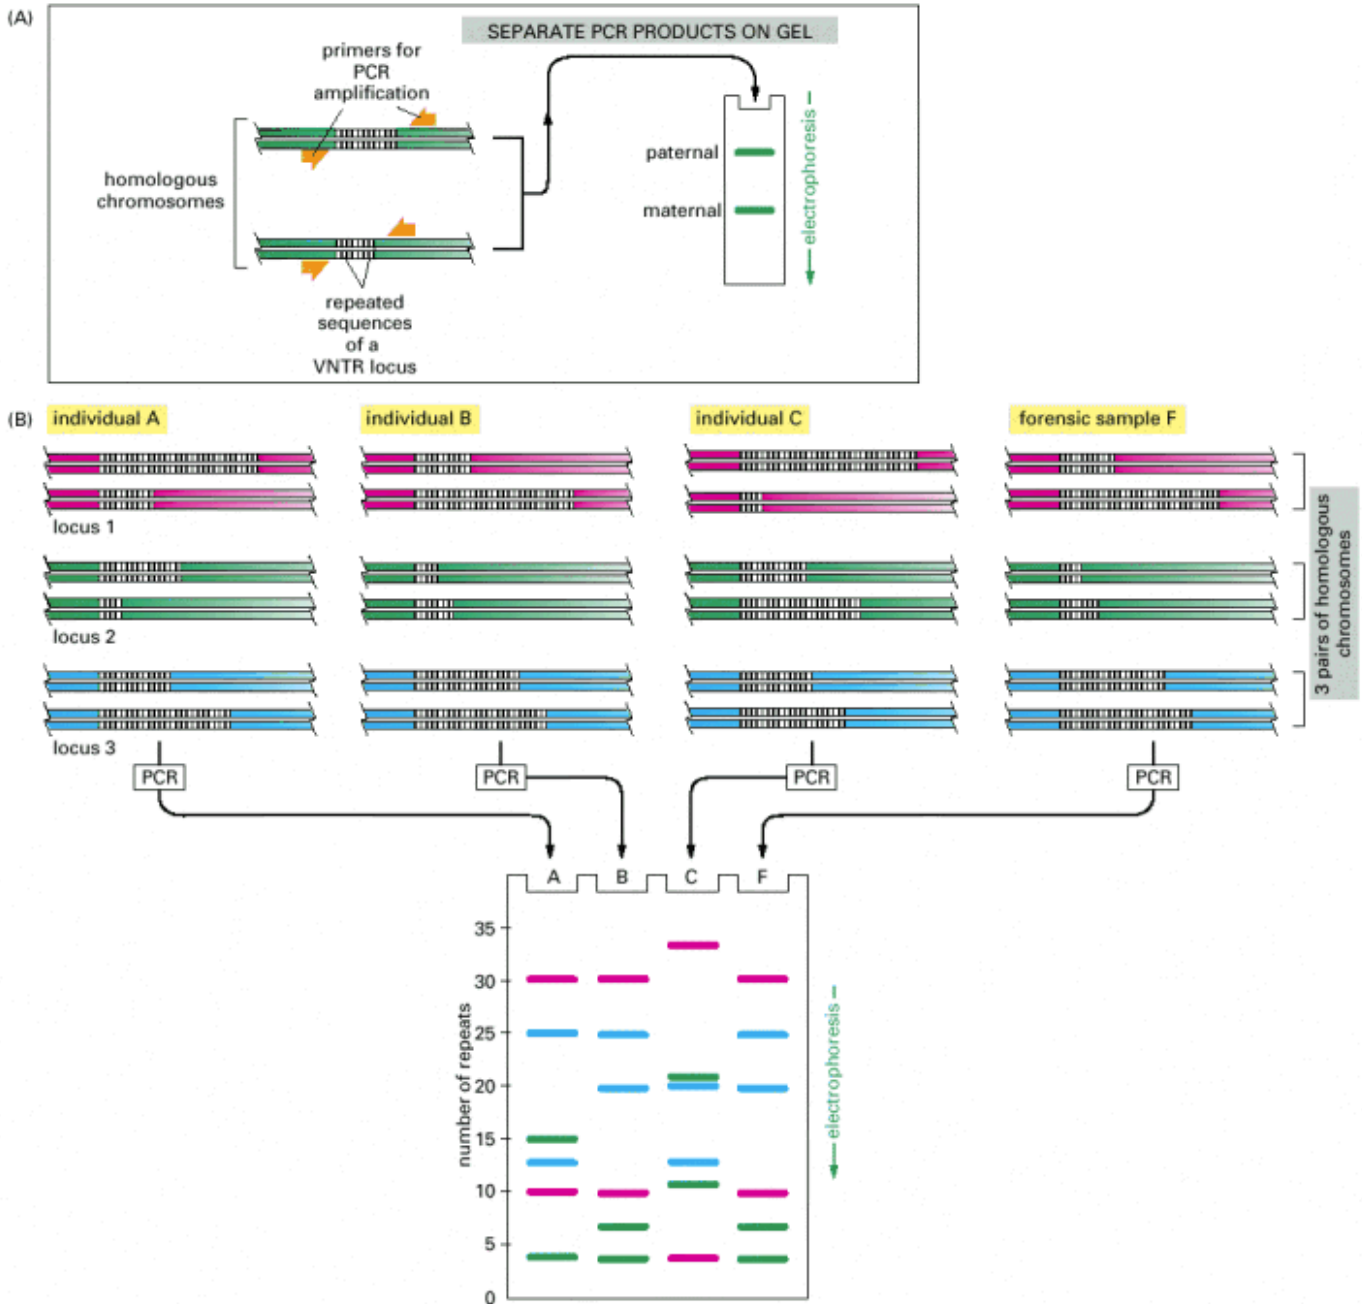 (A)
SEPARATE PCR PRODUCTS ON GEL
primers for
PCR
amplification
homologous
chromosomes
repeated
sequences
of a
VNTR locus
paternal
maternal
electrophoresis
(B)
individual A
individual B
individual C
forensic sample F
locus 1
locus 2
locus 3
3 pairs of homologous
chromosomes
PCR
PCR
PCR
PCR
A
B
C
F
number of repeats
35
30
25
20
15
10
5
0
electrophoresis